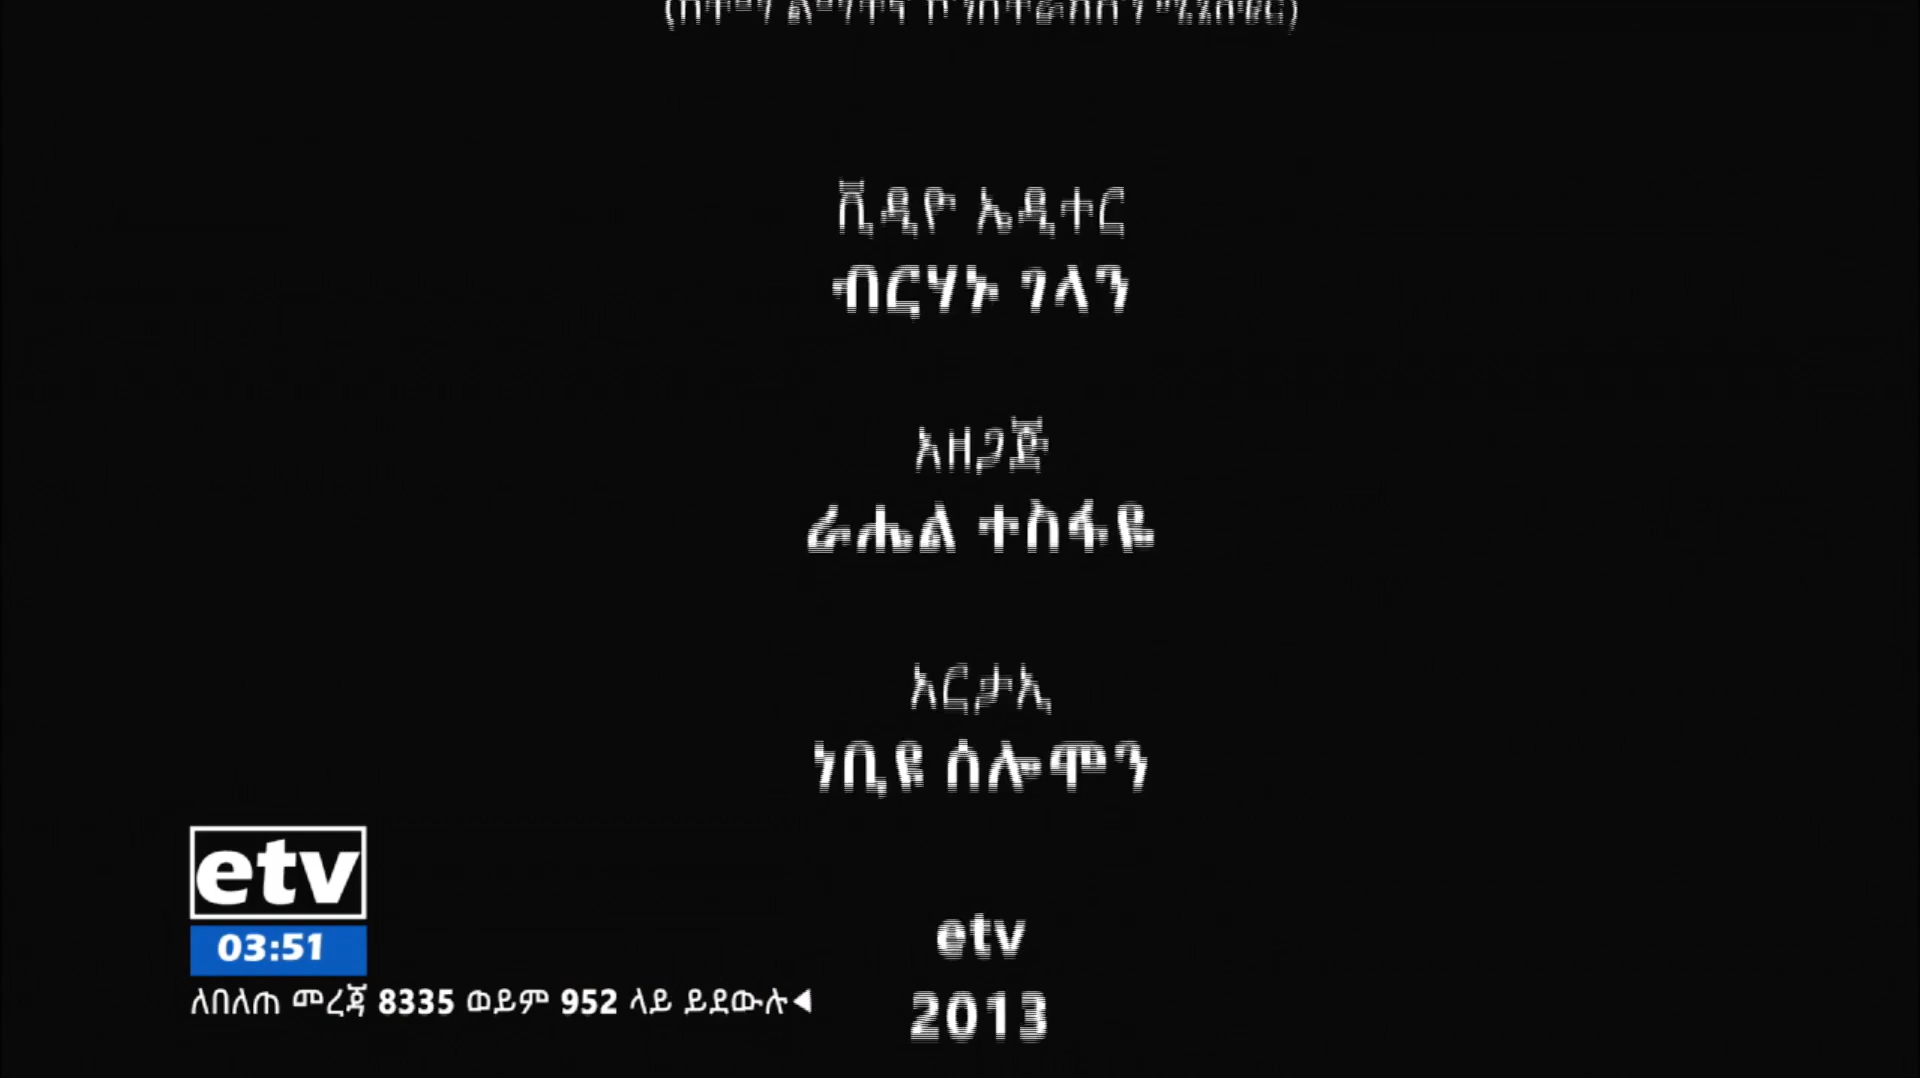 ቪዲዮ ኤዲተር
ብርሃኑ ገላን
አዘጋጅ
ራሔል ተስፋዬ
አርታኢ
ነቢዩ ሰሎሞን
etv
2013
etv
03:51
ለበለጠ መረጃ 8335 ወይም 952 ላይ ይደውሉ